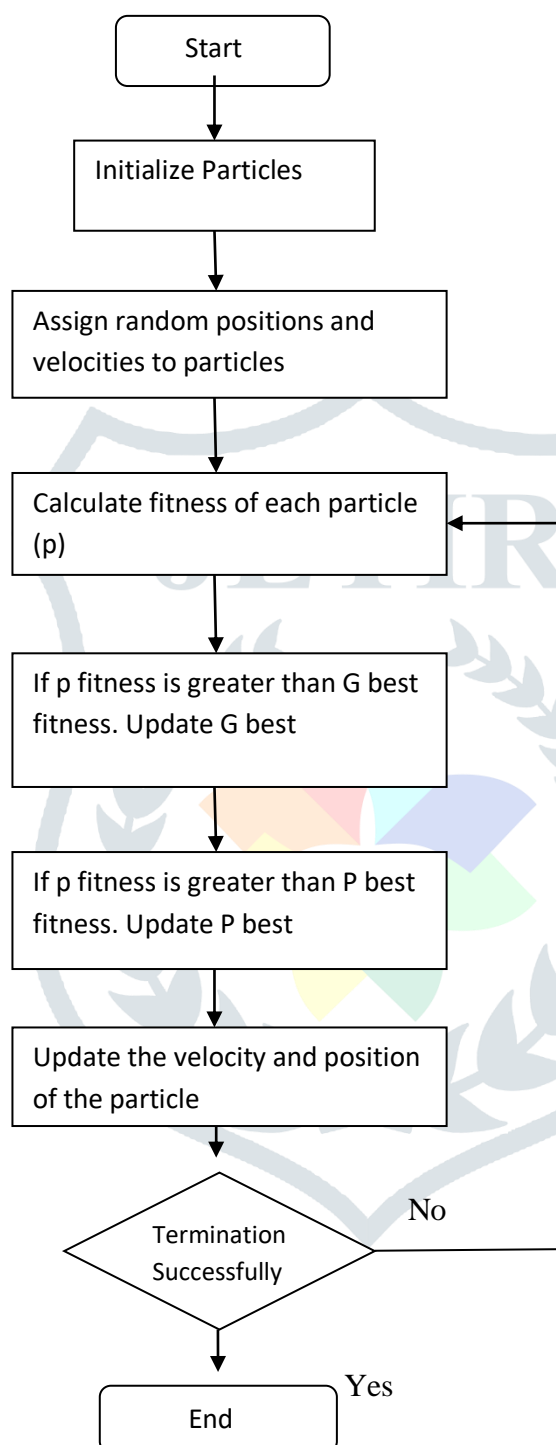 Start
Initialize Particles
Assign random positions and
velocities to particles
Calculate fitness of each particle
(p)
JETIR
If p fitness is greater than G best
fitness. Update G best
If p fitness is greater than P best
fitness. Update P best
Update the velocity and position
of the particle
No
Termination
Successfully
Yes
End